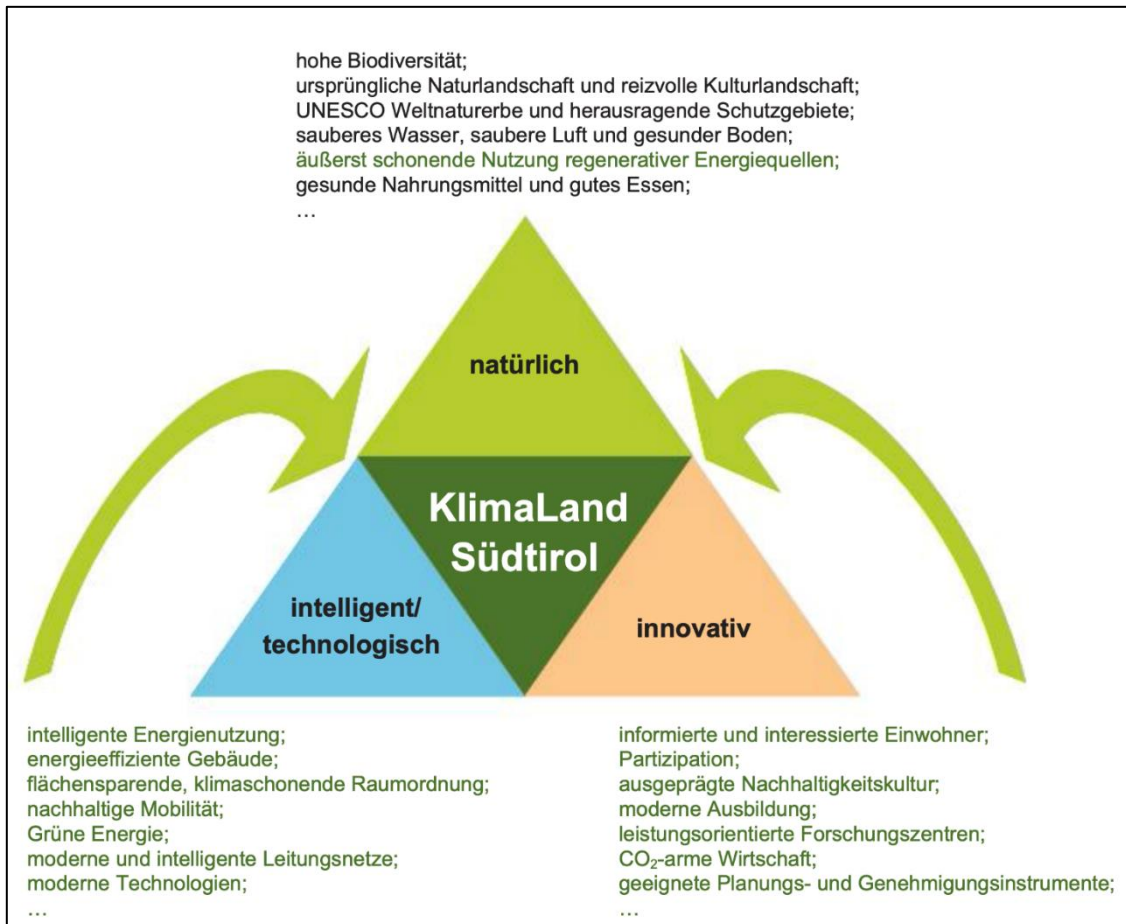 hohe Biodiversität;
ursprüngliche Naturlandschaft und reizvolle Kulturlandschaft;
UNESCO Weltnaturerbe und herausragende Schutzgebiete;
sauberes Wasser, saubere Luft und gesunder Boden;
äußerst schonende Nutzung regenerativer Energiequellen;
gesunde Nahrungsmittel und gutes Essen;
…
natürlich
KlimaLand
Südtirol
intelligent/
technologisch
innovativ
intelligente Energienutzung;
energieeffiziente Gebäude;
flächensparende, klimaschonende Raumordnung;
nachhaltige Mobilität;
Grüne Energie;
moderne und intelligente Leitungsnetze;
moderne Technologien;
…
informierte und interessierte Einwohner;
Partizipation;
ausgeprägte Nachhaltigkeitskultur;
moderne Ausbildung;
leistungsorientierte Forschungszentren;
CO₂-arme Wirtschaft;
geeignete Planungs- und Genehmigungsinstrumente;
…